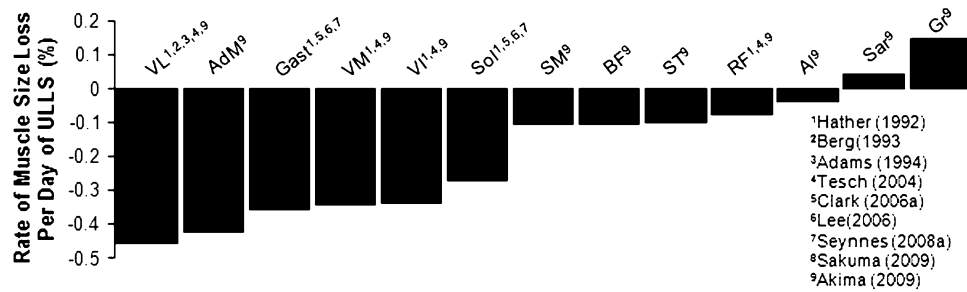 Rate of Muscle Size Loss
Per Day of ULLS (%)
0.2
0.1
0
-0.1
-0.2
-0.3
-0.4
-0.5
VL1,2,3,4,9
AdM9
Gast1,5,6,7
VM1,4,9
VI1,4,9
Sol1,5,6,7
SM9
BF9
ST9
RF1,4,9
Al9
Sar9
Gr9
1Hather (1992)
2Berg(1993
3Adams (1994)
4Tesch (2004)
5Clark (2006a)
6Lee(2006)
7Seynnes (2008a)
8Sakuma (2009)
9Akima (2009)